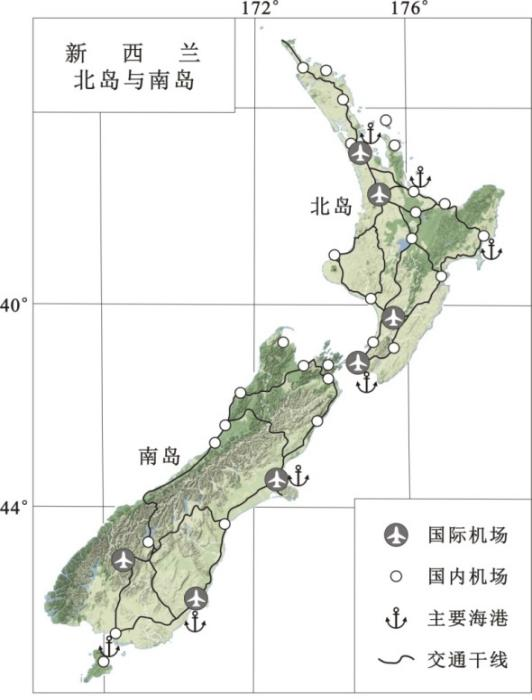 172° 176°
新 西 兰
北岛与南岛
北岛
40°
南岛
44°
国际机场
国内机场
主要海港
交通干线